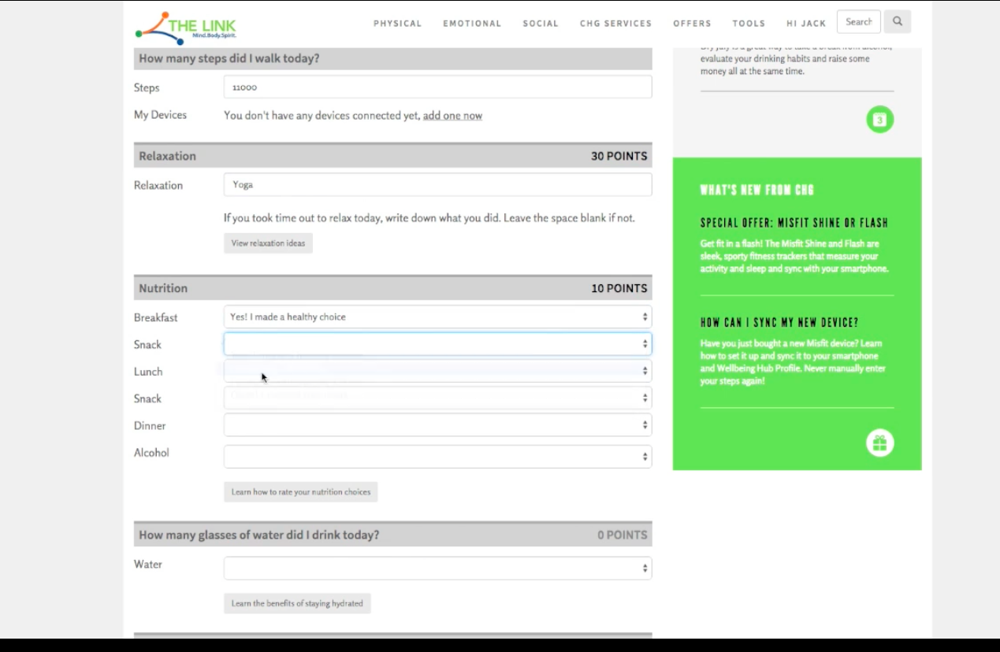 THE LINK
Mind.Body.Spirit.
PHYSICAL EMOTIONAL SOCIAL CHG SERVICES OFFERS TOOLS HI JACK Search
How many steps did I walk today?
Steps 11000
My Devices You don't have any devices connected yet, add one now
Relaxation 30 POINTS
Relaxation Yoga
If you took time out to relax today, write down what you did. Leave the space blank if not.
View relaxation ideas
Nutrition 10 POINTS
Breakfast Yes! I made a healthy choice
Snack
Lunch
Snack
Dinner
Alcohol
Learn how to rate your nutrition choices
How many glasses of water did I drink today? 0 POINTS
Water
Learn the benefits of staying hydrated
evaluate your drinking habits and raise some
money all at the same time.
3
WHAT'S NEW FROM CHG
SPECIAL OFFER: MISFIT SHINE OR FLASH
Get fit in a flash! The Misfit Shine and Flash are
sleek, sporty fitness trackers that measure your
activity and sleep and sync with your smartphone.
HOW CAN I SYNC MY NEW DEVICE?
Have you just bought a new Misfit device? Learn
how to set it up and sync it to your smartphone
and Wellbeing Hub Profile. Never manually enter
your steps again!